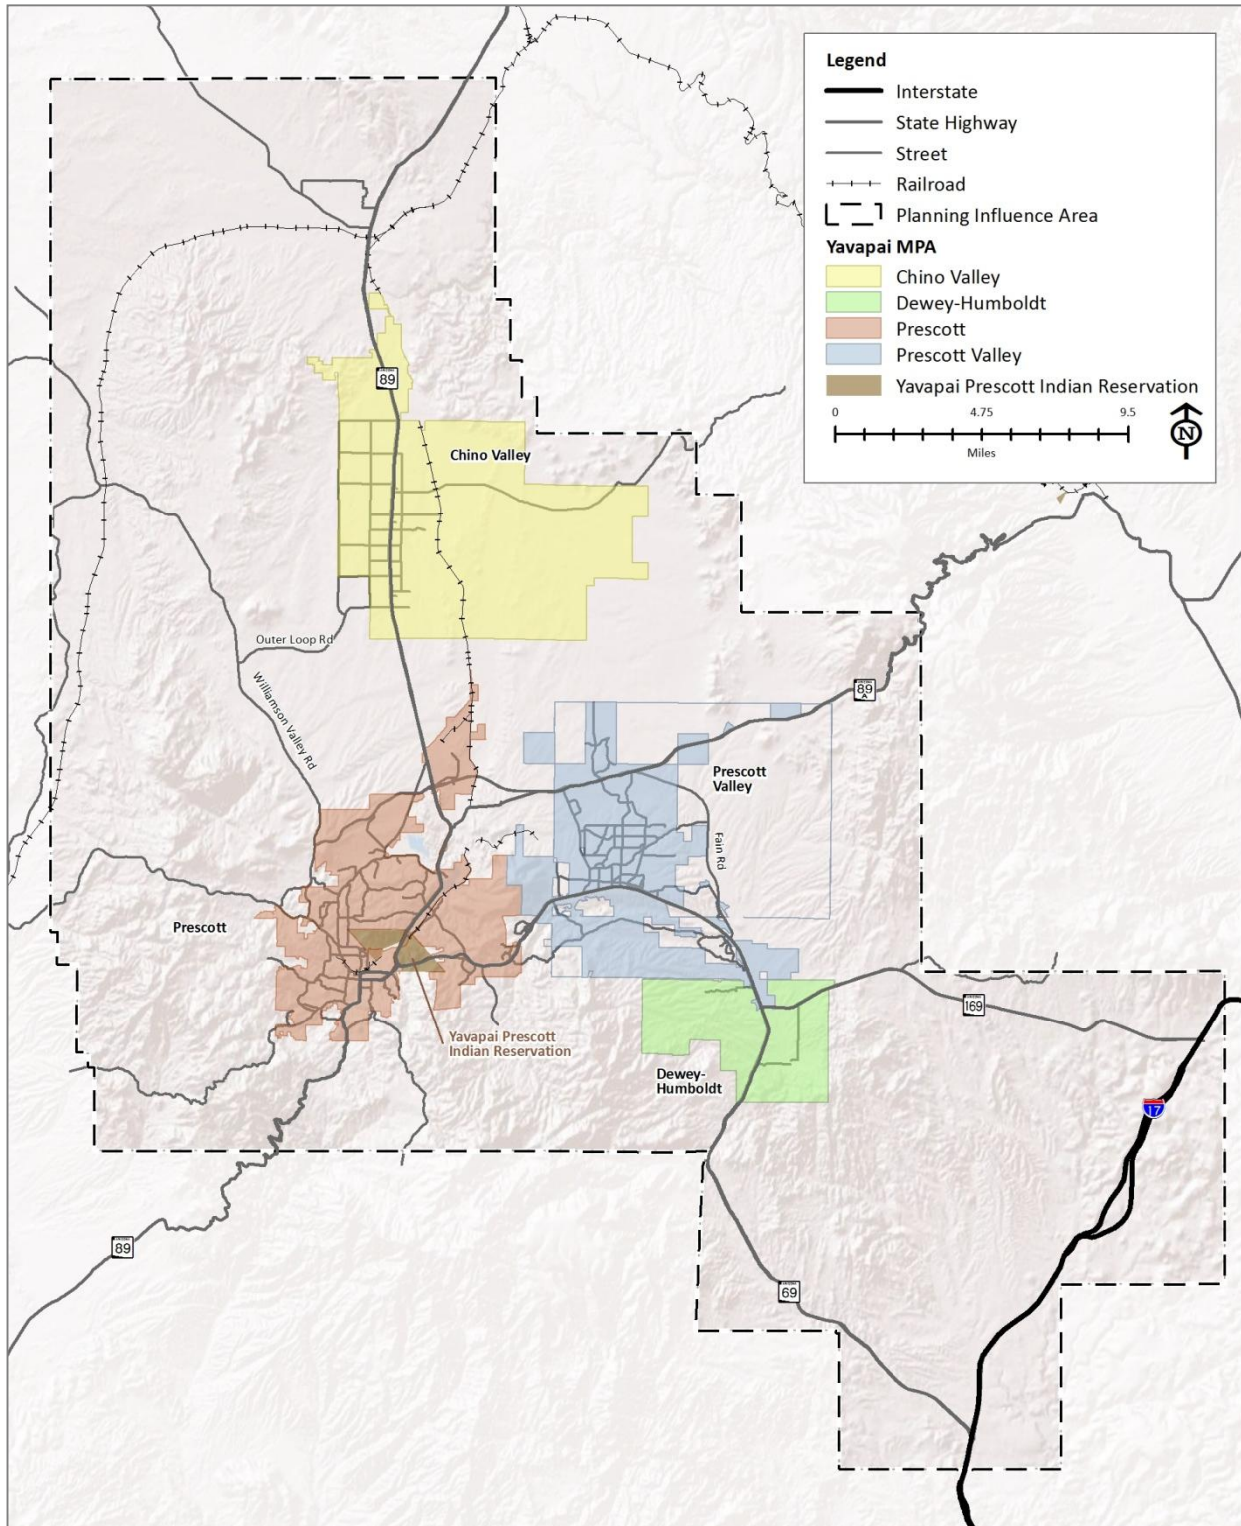 Legend
Interstate
State Highway
Street
Railroad
Planning Influence Area
Yavapai MPA
Chino Valley
Dewey-Humboldt
Prescott
Prescott Valley
Yavapai Prescott Indian Reservation
0 4.75 9.5
Miles
N
89
Chino Valley
Outer Loop Rd
Williamson Valley Rd
89
A
Prescott
Valley
Fain Rd
Prescott
169
Yavapai Prescott
Indian Reservation
Dewey-
Humboldt
17
89
69